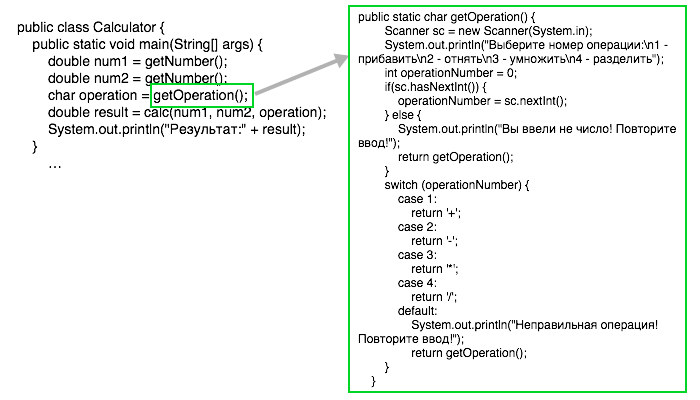 public class Calculator {
public static void main(String[] args) {
double num1 = getNumber();
double num2 = getNumber();
char operation = getOperation();
double result = calc(num1, num2, operation);
System.out.println("Результат:" + result);
}
...
public static char getOperation() {
Scanner sc = new Scanner(System.in);
System.out.println("Выберите номер операции:\n1 -
прибавить\n2 - отнять\n3 - умножить\n4 - разделить");
int operationNumber = 0;
if(sc.hasNextInt()) {
operationNumber = sc.nextInt();
} else {
System.out.println("Вы ввели не число! Повторите
ввод!");
return getOperation();
}
switch (operationNumber) {
case 1:
return '+';
case 2:
return '-';
case 3:
return '*';
case 4:
return '/';
default:
System.out.println("Неправильная операция!
Повторите ввод!");
return getOperation();
}
}